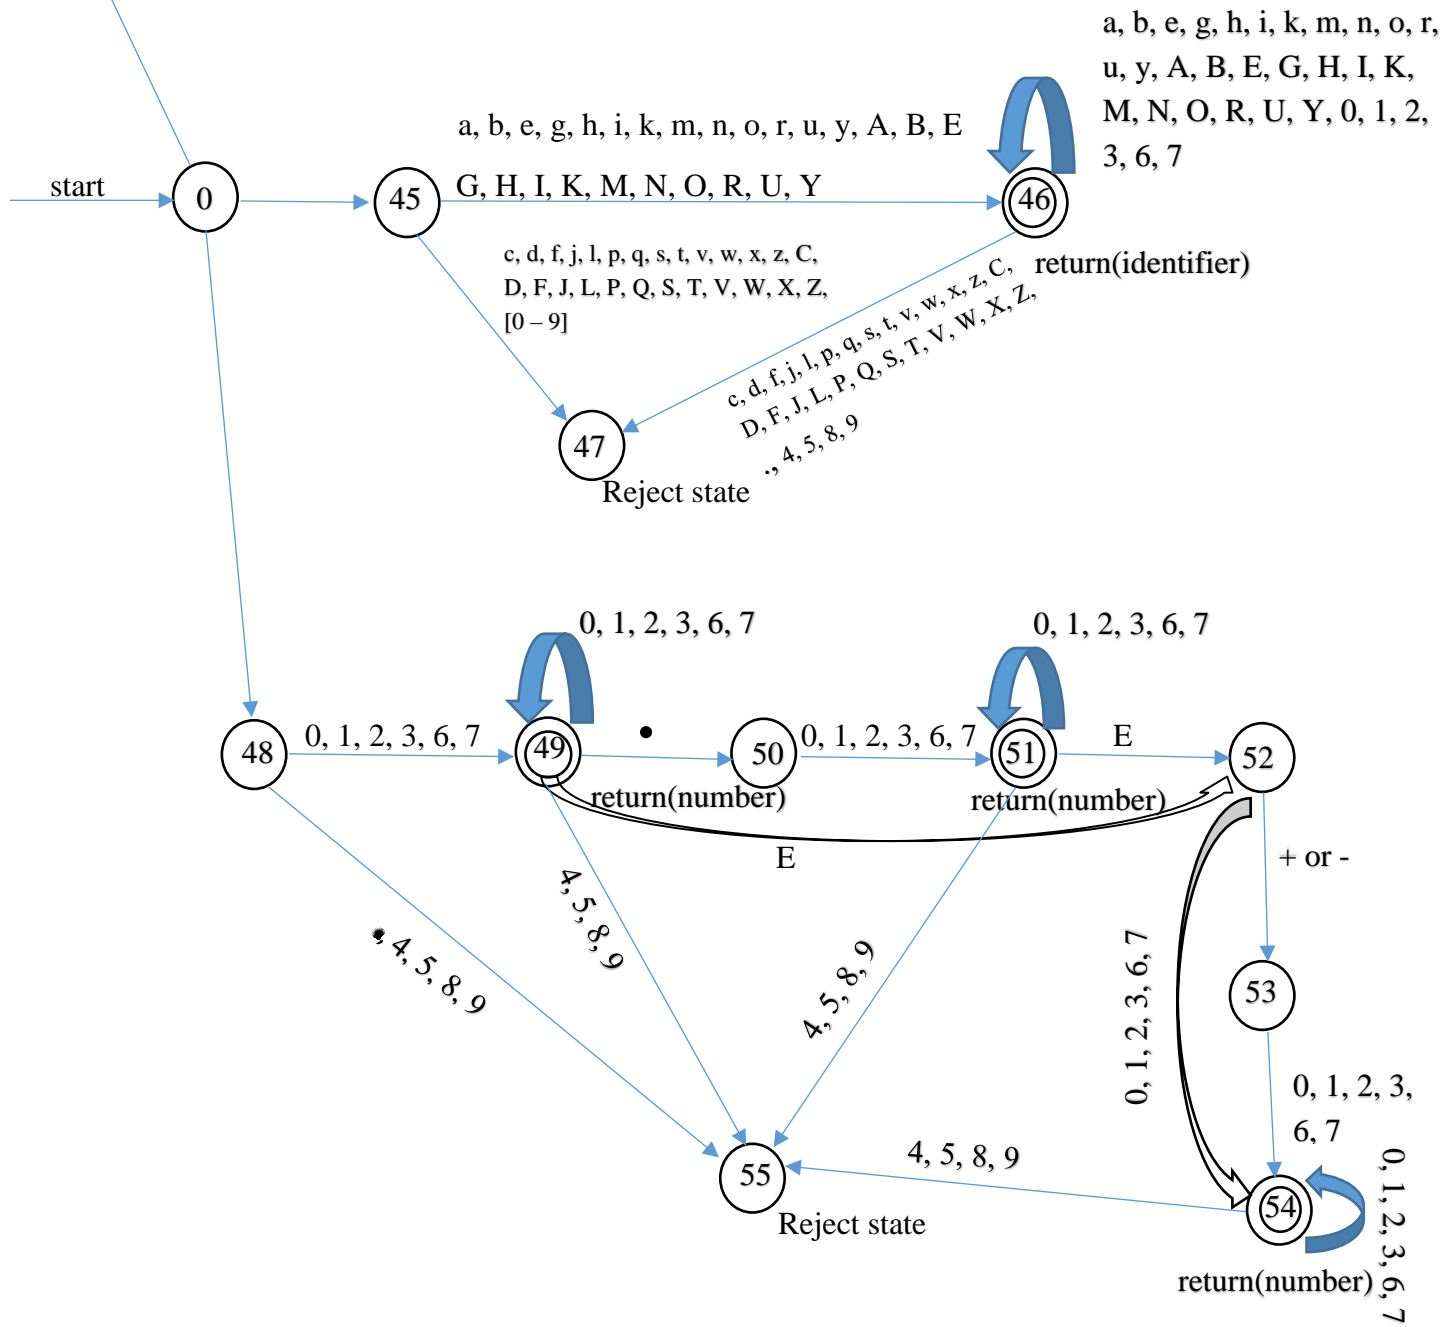 a, b, e, g, h, i, k, m, n, o, r,
u, y, A, B, E, G, H, I, K,
M, N, O, R, U, Y, 0, 1, 2,
3, 6, 7
a, b, e, g, h, i, k, m, n, o, r, u, y, A, B, E
G, H, I, K, M, N, O, R, U, Y
start
0
45
46
return(identifier)
c, d, f, j, l, p, q, s, t, v, w, x, z, C,
D, F, J, L, P, Q, S, T, V, W, X, Z,
[0 – 9]
c, d, f, j, l, p, q, s, t, v, w, x, z, C,
D, F, J, L, P, Q, S, T, V, W, X, Z,
., 4, 5, 8, 9
47
Reject state
0, 1, 2, 3, 6, 7
0, 1, 2, 3, 6, 7
48
0, 1, 2, 3, 6, 7
49
.
50
0, 1, 2, 3, 6, 7
51
E
52
return(number)
return(number)
E
+ or -
., 4, 5, 8, 9
4, 5, 8, 9
4, 5, 8, 9
0, 1, 2, 3, 6, 7
53
0, 1, 2, 3,
6, 7
4, 5, 8, 9
55
Reject state
54
0, 1, 2, 3, 6, 7
return(number)